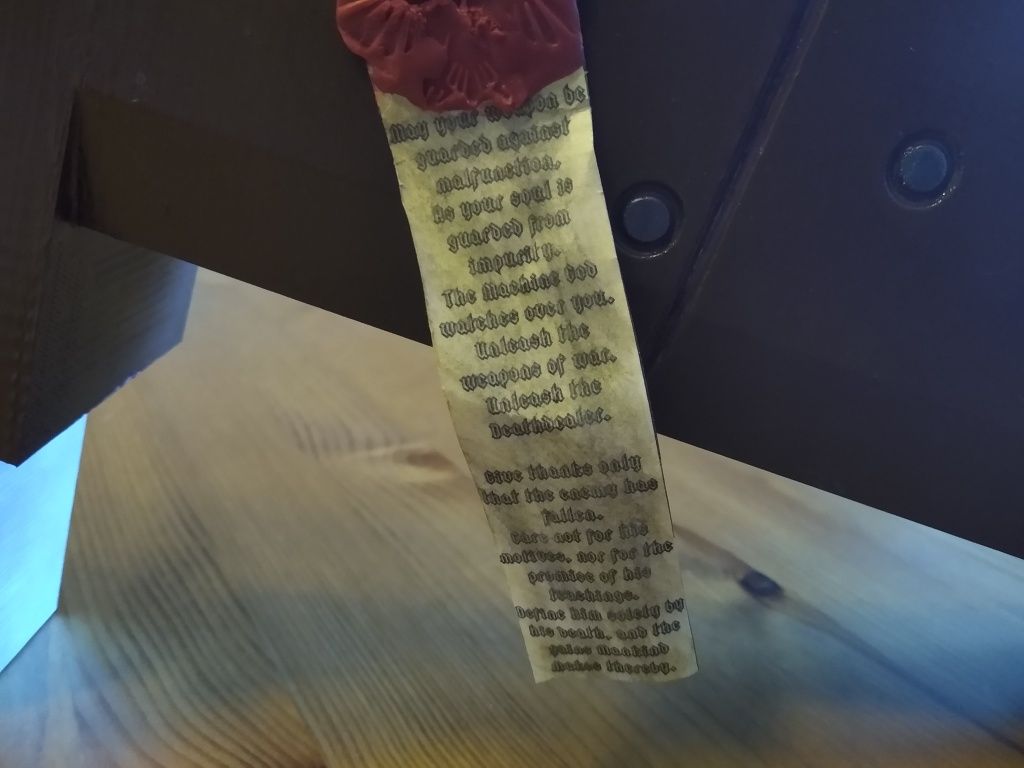 May your weapon be
guarded against
malfunction,
As your soul is
guarded from
impurity.
The Machine God
watches over you.
Unleash the
weapons of war.
Unleash the
Deathdealer.
Give thanks only
that the enemy has
fallen.
Care not for his
motives, nor for the
promise of his
teachings.
Define him solely by
his death, and the
gains mankind
makes thereby.